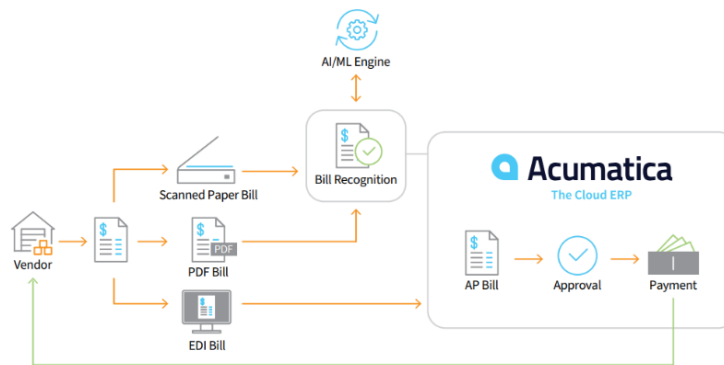 AI/ML Engine
$
Bill Recognition
Scanned Paper Bill
Acumatica
The Cloud ERP
$
$
PDF
$
Vendor
PDF Bill
AP Bill
Approval
Payment
$
EDI Bill